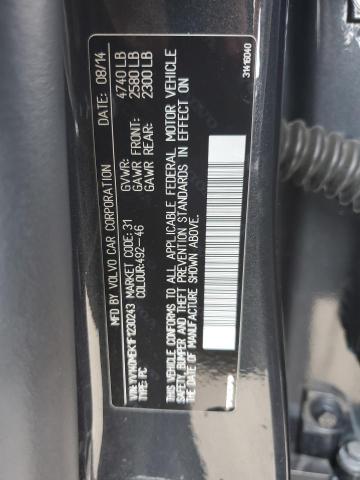 MFD BY VOLVO CAR CORPORATION
08/14
GVWR: 4740 LB
GAWR FRONT: 2580 LB
GAWR REAR: 2300 LB
MARKET CODE: 31
COLOUR: 492-46
TYPE: PC
THIS VEHICLE CONFORMS TO ALL APPLICABLE FEDERAL MOTOR VEHICLE
SAFETY, BUMPER AND THEFT PREVENTION STANDARDS IN EFFECT ON
THE DATE OF MANUFACTURE SHOWN ABOVE.
31416040